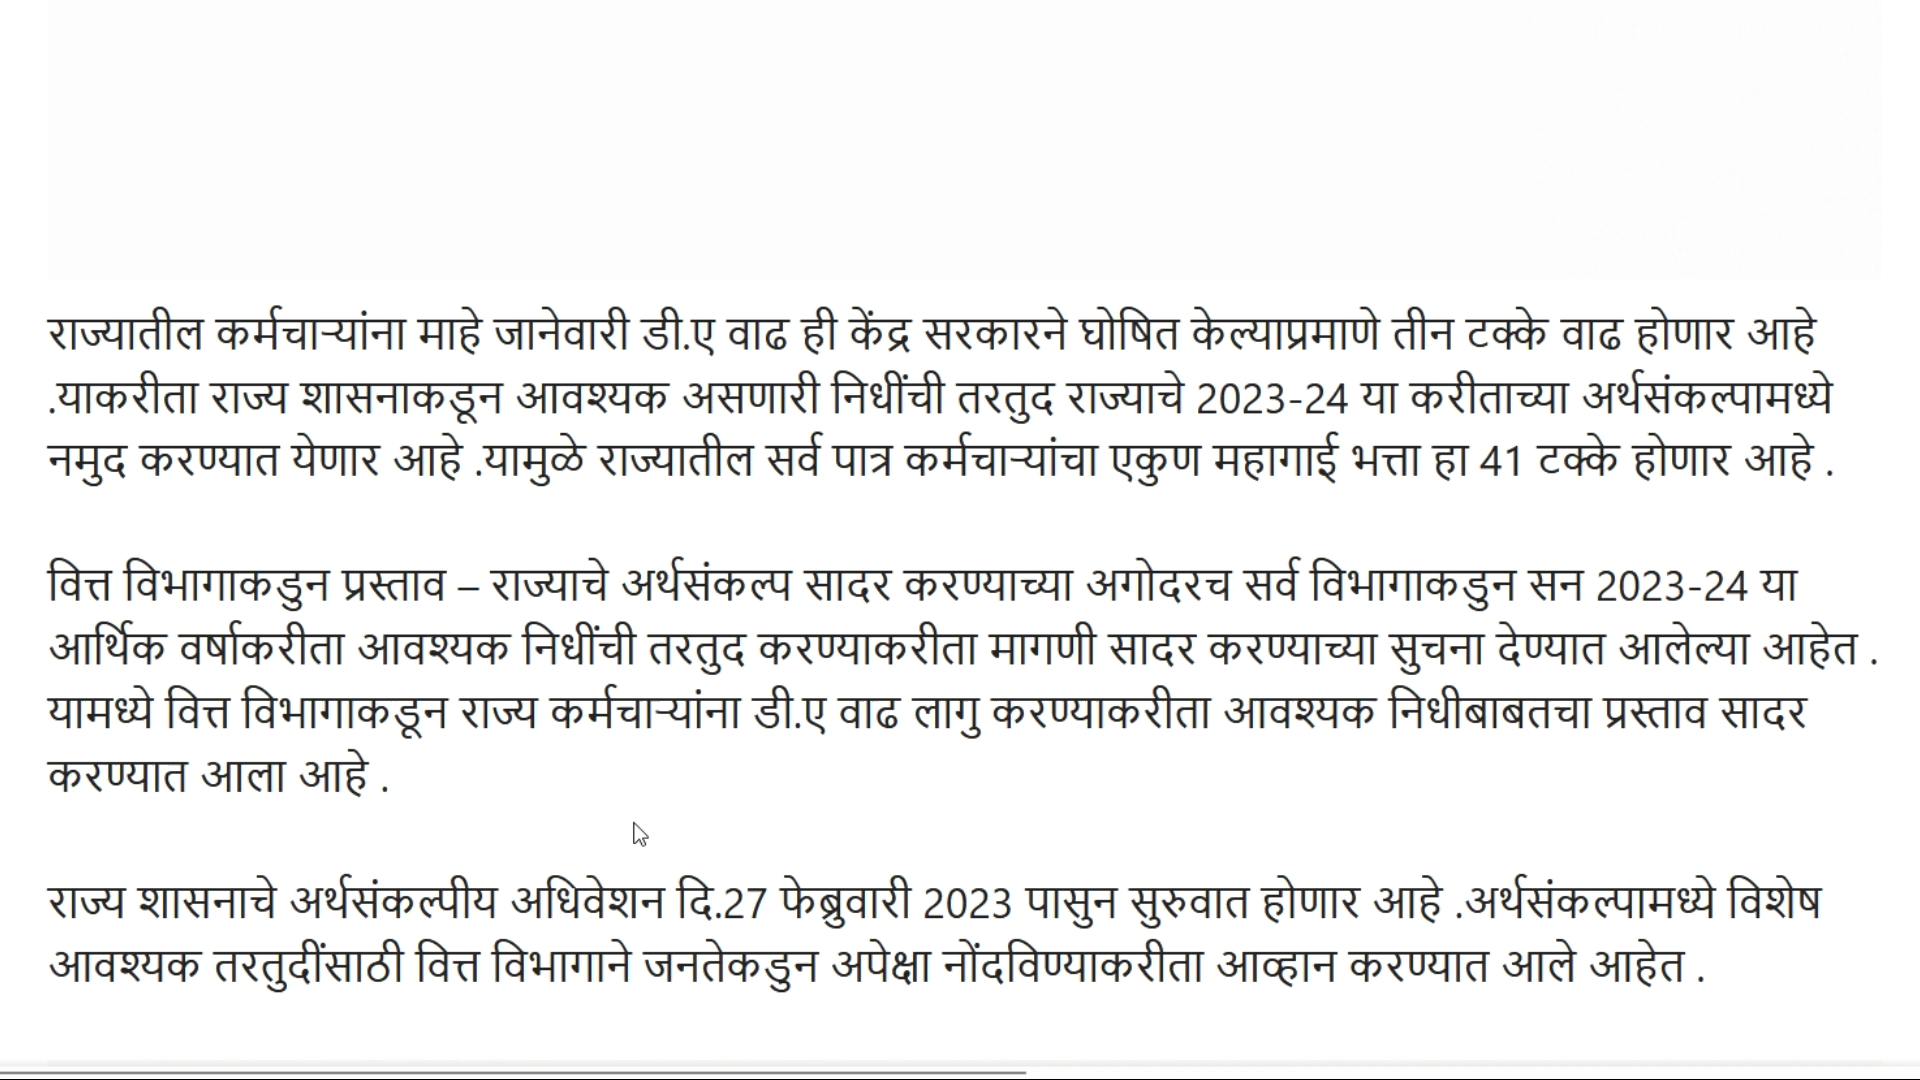 राज्यातील कर्मचाऱ्यांना माहे जानेवारी डी.ए वाढ ही केंद्र सरकारने घोषित केल्याप्रमाणे तीन टक्के वाढ होणार आहे
.याकरीता राज्य शासनाकडून आवश्यक असणारी निधींची तरतुद राज्याचे 2023-24 या करीताच्या अर्थसंकल्पामध्ये
नमुद करण्यात येणार आहे .यामुळे राज्यातील सर्व पात्र कर्मचाऱ्यांचा एकुण महागाई भत्ता हा 41 टक्के होणार आहे .
वित्त विभागाकडुन प्रस्ताव – राज्याचे अर्थसंकल्प सादर करण्याच्या अगोदरच सर्व विभागाकडुन सन 2023-24 या
आर्थिक वर्षाकरीता आवश्यक निधींची तरतुद करण्याकरीता मागणी सादर करण्याच्या सुचना देण्यात आलेल्या आहेत .
यामध्ये वित्त विभागाकडून राज्य कर्मचाऱ्यांना डी.ए वाढ लागु करण्याकरीता आवश्यक निधीबाबतचा प्रस्ताव सादर
करण्यात आला आहे .
राज्य शासनाचे अर्थसंकल्पीय अधिवेशन दि.27 फेब्रुवारी 2023 पासुन सुरुवात होणार आहे .अर्थसंकल्पामध्ये विशेष
आवश्यक तरतुदींसाठी वित्त विभागाने जनतेकडुन अपेक्षा नोंदविण्याकरीता आव्हान करण्यात आले आहेत .